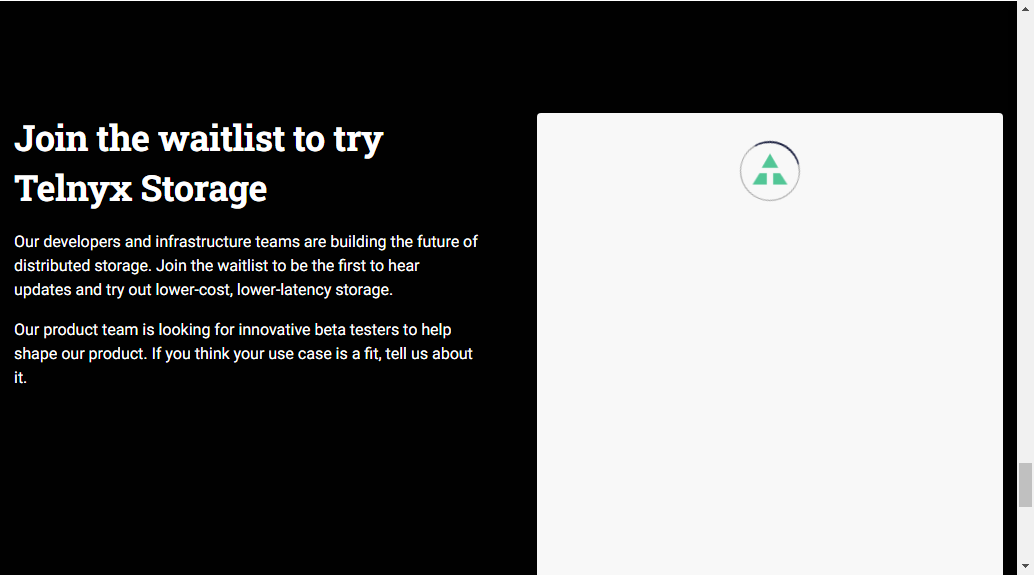 Join the waitlist to try
Telnyx Storage
Our developers and infrastructure teams are building the future of
distributed storage. Join the waitlist to be the first to hear
updates and try out lower-cost, lower-latency storage.
Our product team is looking for innovative beta testers to help
shape our product. If you think your use case is a fit, tell us about
it.